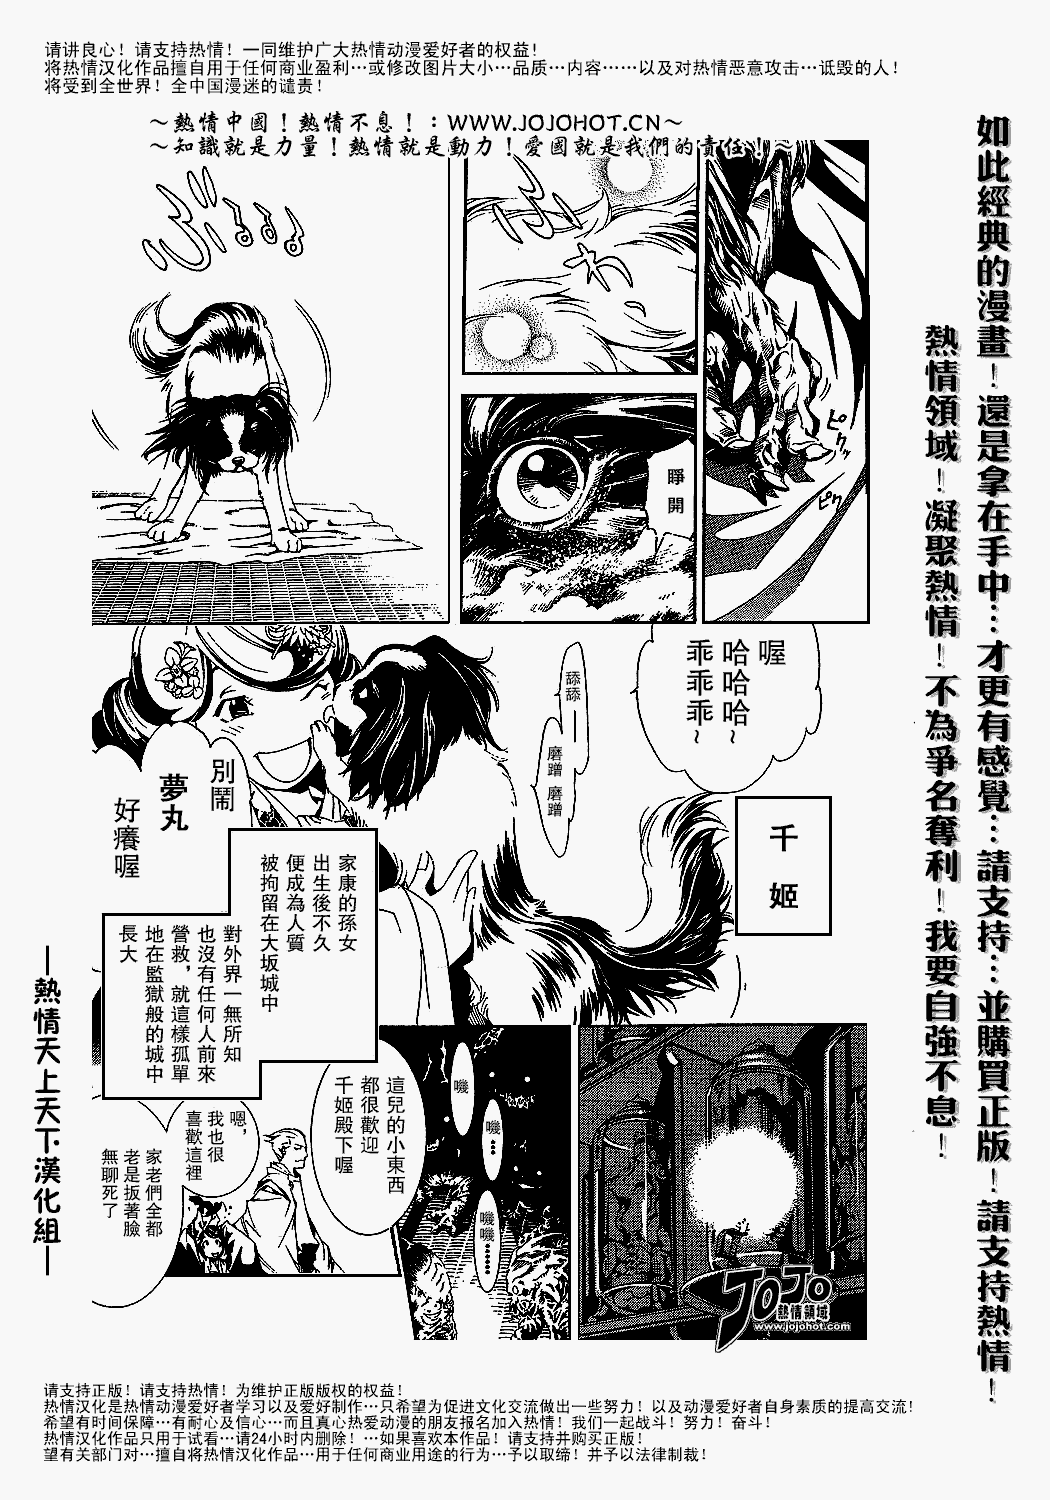 请讲良心！请支持热情！一同维护广大热情动漫爱好者的权益！
将热情汉化作品擅自用于任何商业盈利…或修改图片大小…品质…内容……以及对热情恶意攻击…诋毁的人！
将受到全世界！全中国漫迷的谴责！
～熱情中國！熱情不息！：WWW.JOJOHOT.CN～
～知識就是力量！熱情就是動力！愛國就是我們的責任！～
如此經典的漫畫！還是拿在手中…才更有感覺…請支持…並購買正版！請支持熱情！
熱情領域！凝聚熱情！不為爭名奪利！我要自強不息！
ピク
ピクッ
わっ
睜
開
ぶるるる
喔
哈哈哈~
乖乖乖~
舔舔—
磨蹭 磨蹭
千姬
別鬧
夢丸
好癢喔
家康的孫女
出生後不久
便成為人質
被拘留在大坂城中
對外界一無所知
也沒有任何人前來
營救，就這樣孤單
地在監獄般的城中
長大
嘰
嘰…
嘰嘰……
這兒的小東西
都很歡迎
千姬殿下喔
嗯，
我也很
喜歡這裡
家老們全都
老是扳著臉
無聊死了
—熱情天上天下漢化組—
JOJO
熱情領域
www.jojohot.com
请支持正版！请支持热情！为维护正版版权的权益！
热情汉化是热情动漫爱好者学习以及爱好制作…只希望为促进文化交流做出一些努力！以及动漫爱好者自身素质的提高交流！
希望有时间保障…有耐心及信心…而且真心热爱动漫的朋友报名加入热情！我们一起战斗！努力！奋斗！
热情汉化作品只用于试看…请24小时内删除！…如果喜欢本作品！请支持并购买正版！
望有关部门对…擅自将热情汉化作品…用于任何商业用途的行为…予以取缔！并予以法律制裁！